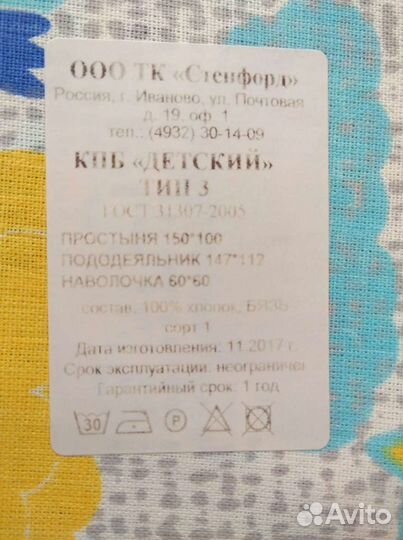 ООО ТК «Стенфорд»
Россия, г. Иваново, ул. Почтовая
д. 19, оф. 1
тел.: (4932) 30-14-09
КПБ «ДЕТСКИЙ»
ТИП 3
ГОСТ 31307-2005
ПРОСТЫНЯ 150*100
ПОДОДЕЯЛЬНИК 147*112
НАВОЛОЧКА 60*60
состав, 100% хлопок, БЯЗЬ
сорт 1
Дата изготовления: 11.2017 г.
Срок эксплуатации: неограничен
Гарантийный срок: 1 год
30 P
Avito